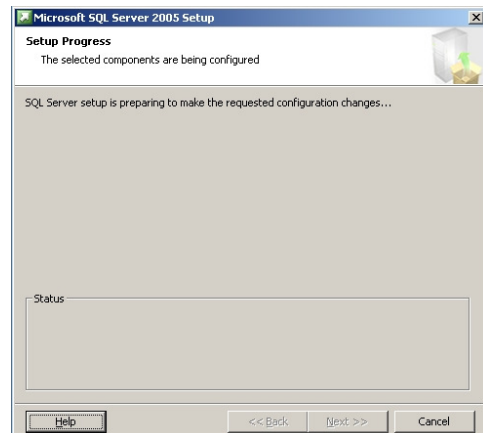 Microsoft SQL Server 2005 Setup
Setup Progress
The selected components are being configured
SQL Server setup is preparing to make the requested configuration changes...
Status
Help
<< Back
Next >>
Cancel